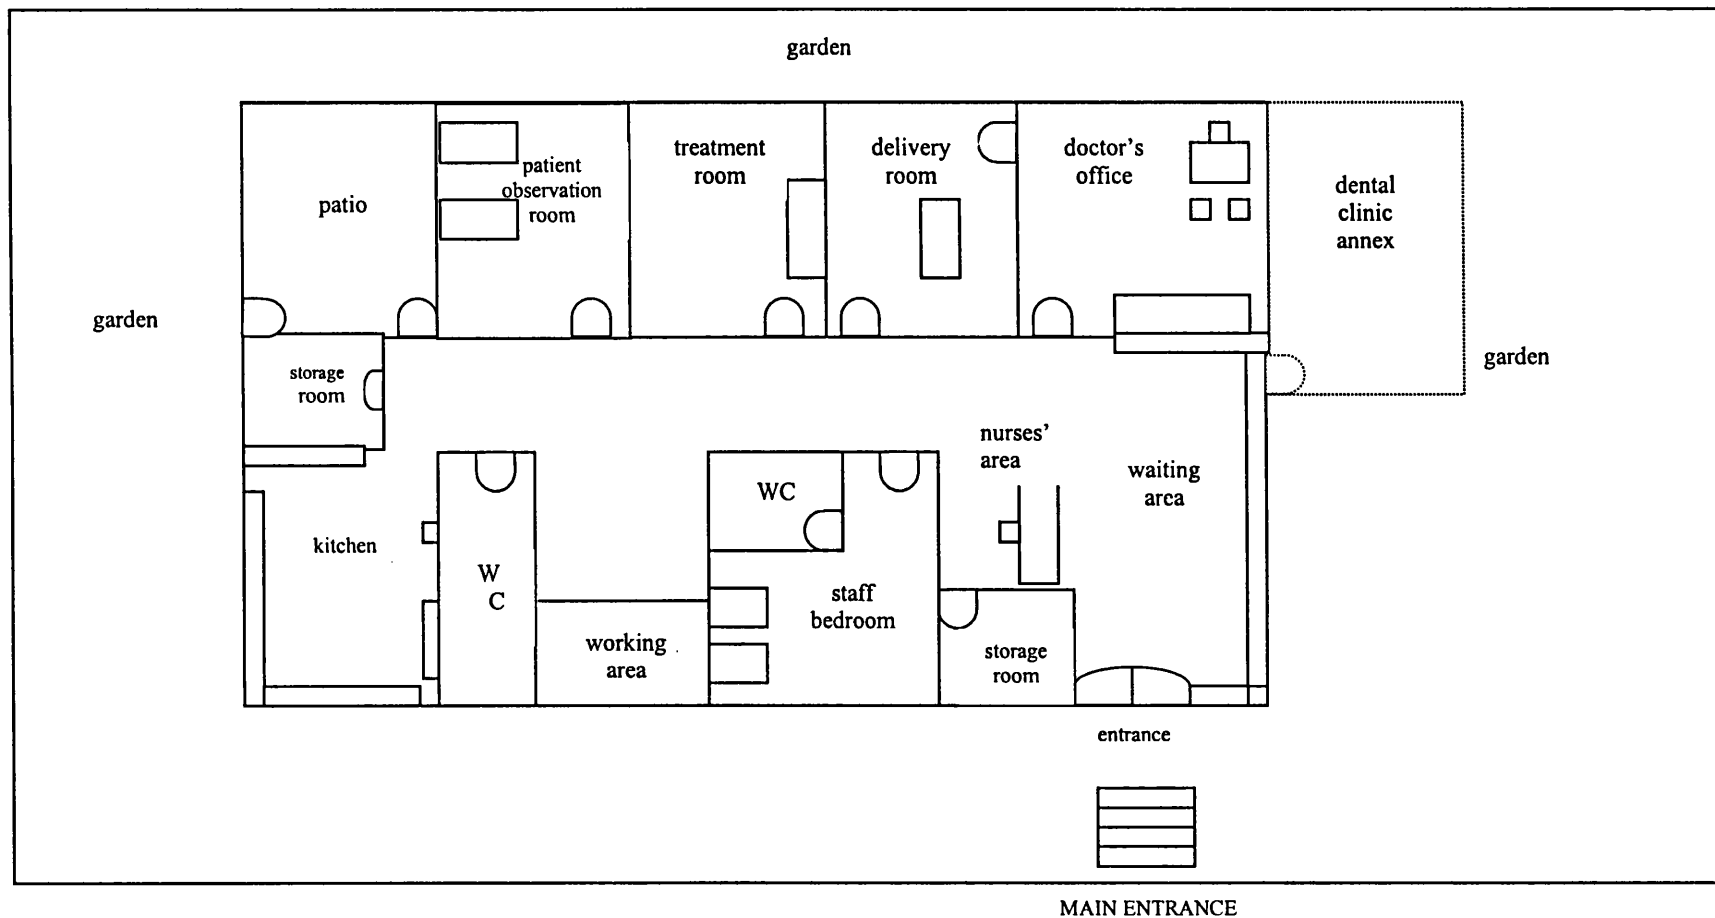 garden
treatment
room
delivery
room
doctor's
office
patient
observation
room
patio
dental
clinic
annex
garden
garden
storage
room
nurses'
area
waiting
area
WC
kitchen
W
C
staff
bedroom
working
area
storage
room
entrance
MAIN ENTRANCE